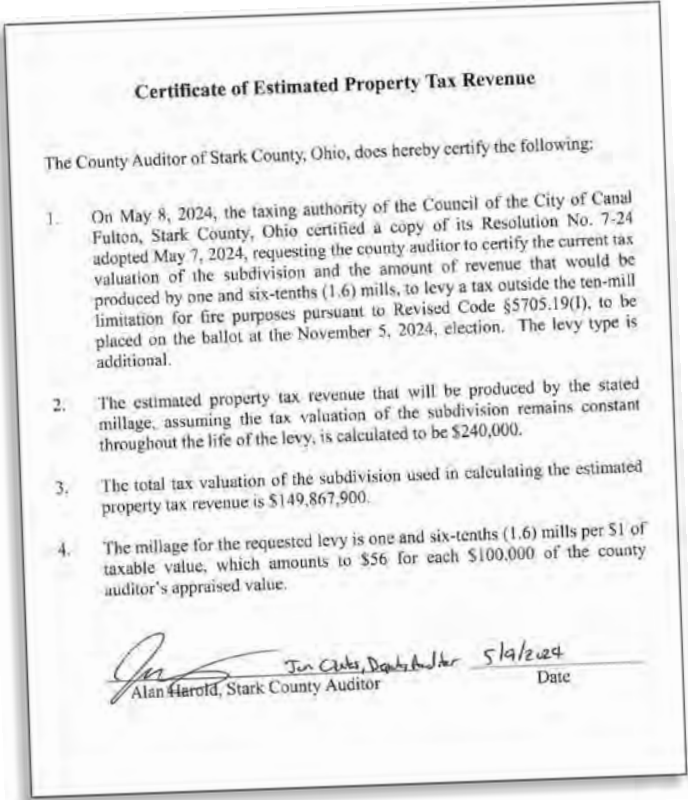 Certificate of Estimated Property Tax Revenue
The County Auditor of Stark County, Ohio, does hereby certify the following:
1. On May 8, 2024, the taxing authority of the Council of the City of Canal
Fulton, Stark County, Ohio certified a copy of its Resolution No. 7-24
adopted May 7, 2024, requesting the county auditor to certify the current tax
valuation of the subdivision and the amount of revenue that would be
produced by one and six-tenths (1.6) mills, to levy a tax outside the ten-mill
limitation for fire purposes pursuant to Revised Code §5705.19(I), to be
placed on the ballot at the November 5, 2024, election. The levy type is
additional.
2. The estimated property tax revenue that will be produced by the stated
millage, assuming the tax valuation of the subdivision remains constant
throughout the life of the levy, is calculated to be $240,000.
3. The total tax valuation of the subdivision used in calculating the estimated
property tax revenue is $149,867,900.
4. The millage for the requested levy is one and six-tenths (1.6) mills per $1 of
taxable value, which amounts to $56 for each $100,000 of the county
auditor's appraised value.
Deputy Auditor 5/9/2024
Alan Harold, Stark County Auditor Date